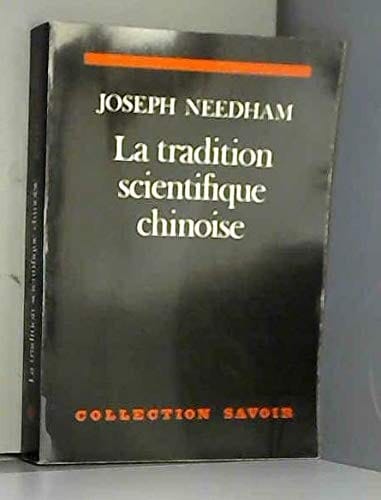 JOSEPH NEEDHAM
La tradition
scientifique
chinoise
COLLECTION SAVOIR
La tradition scientifique chinoise